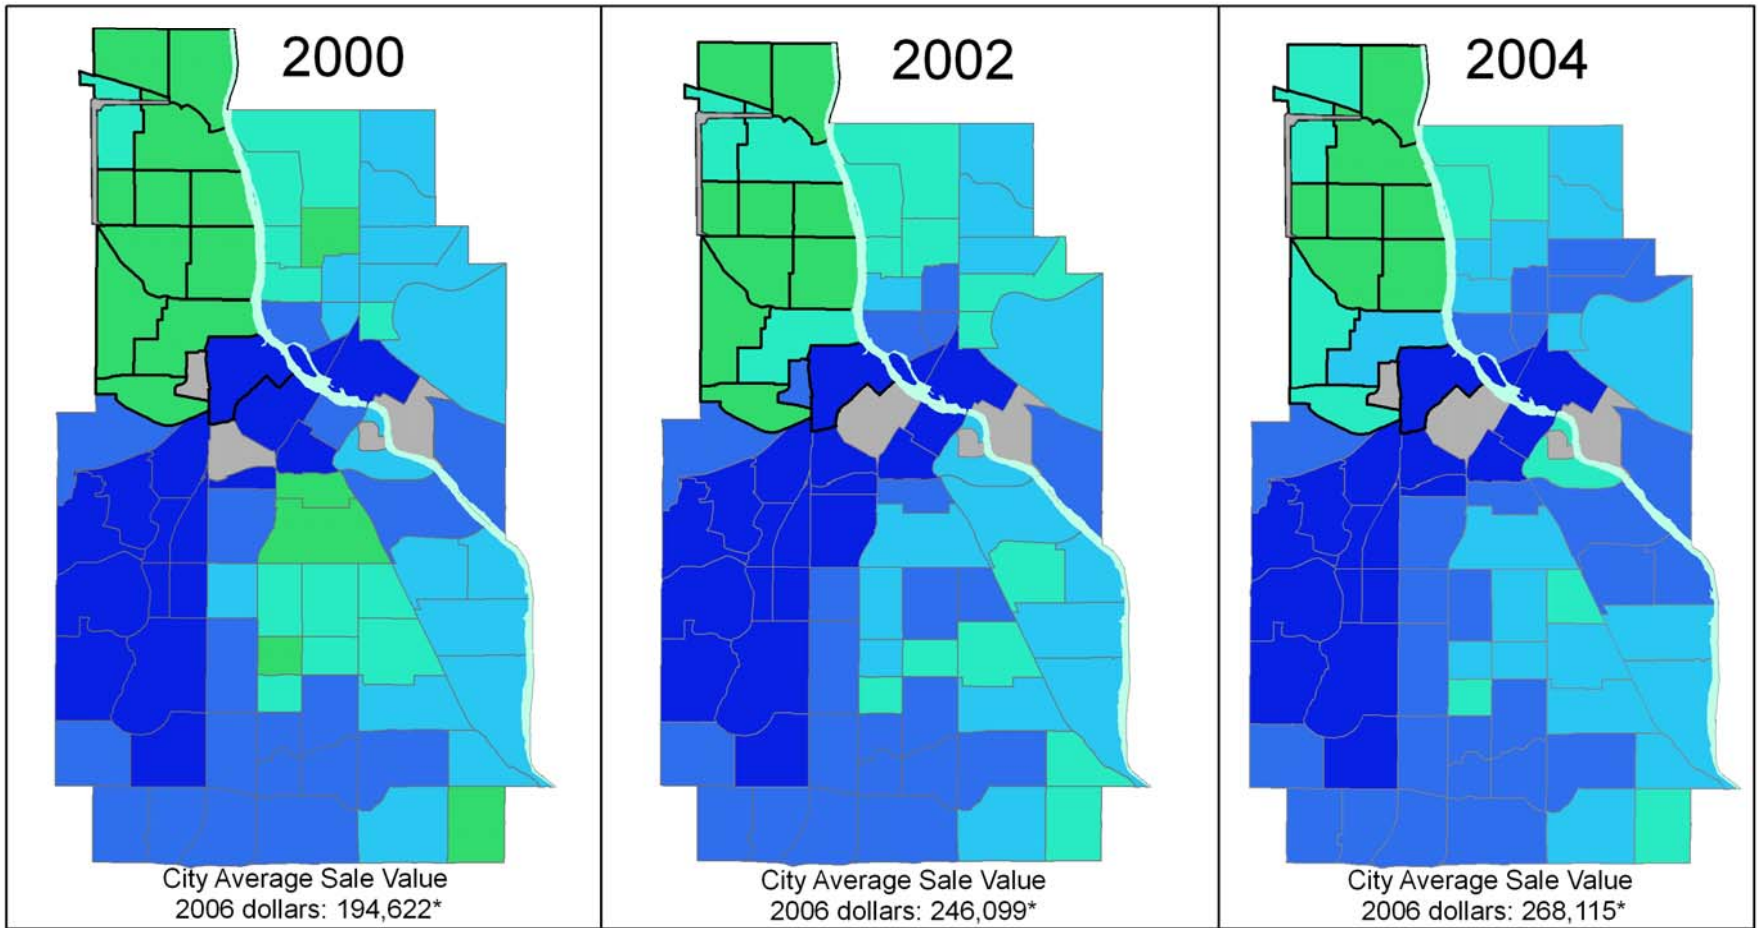 2000
2002
2004
City Average Sale Value
2006 dollars: 194,622*
City Average Sale Value
2006 dollars: 246,099*
City Average Sale Value
2006 dollars: 268,115*